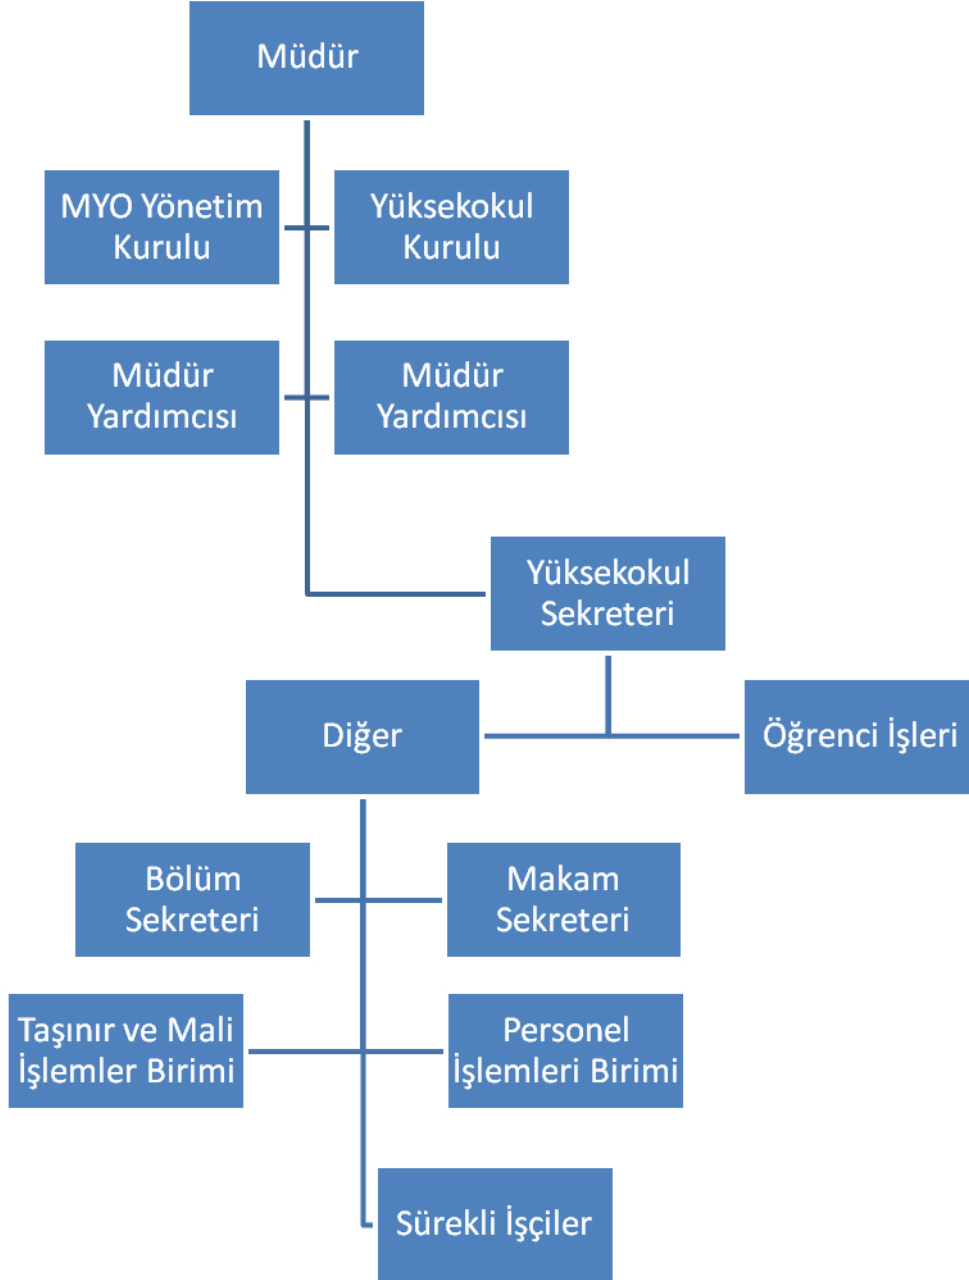 Müdür
MYO Yönetim
Kurulu
Yüksekokul
Kurulu
Müdür
Yardımcısı
Müdür
Yardımcısı
Yüksekokul
Sekreteri
Diğer
Öğrenci İşleri
Bölüm
Sekreteri
Makam
Sekreteri
Taşınır ve Mali
İşlemler Birimi
Personel
İşlemleri Birimi
Sürekli İşçiler